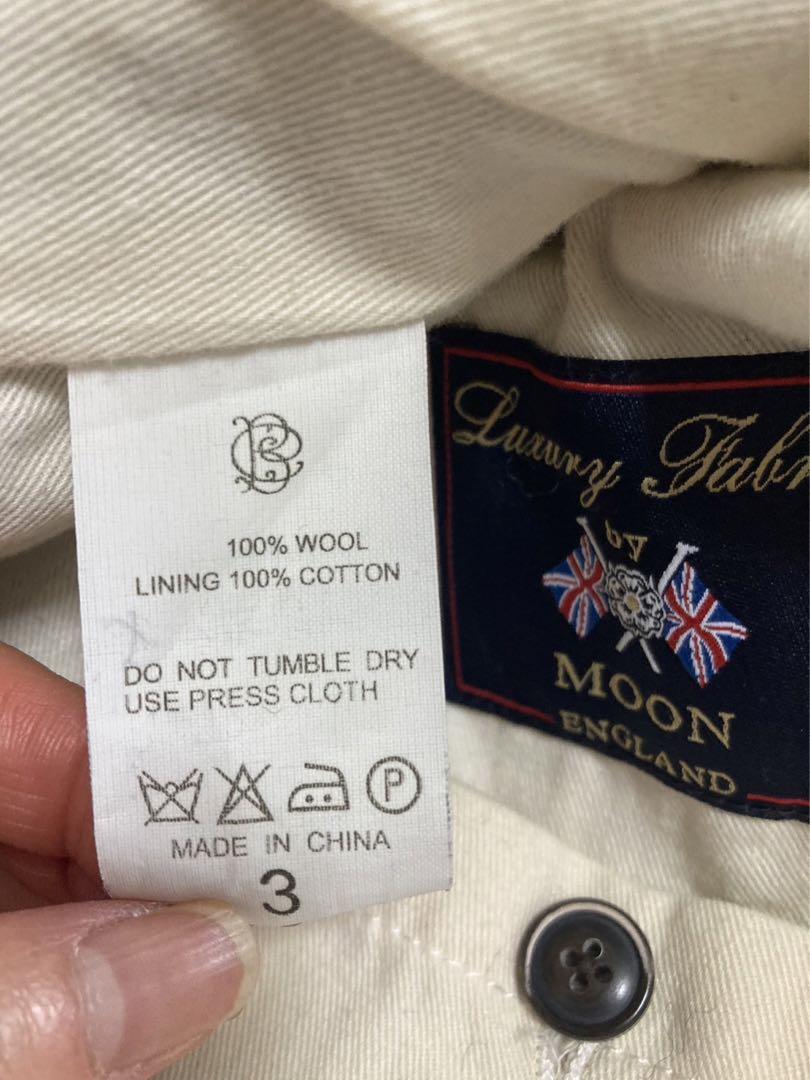 100% WOOL
LINING 100% COTTON
DO NOT TUMBLE DRY
USE PRESS CLOTH
P
MADE IN CHINA
3
Luxury
by
MOON
ENGLAND